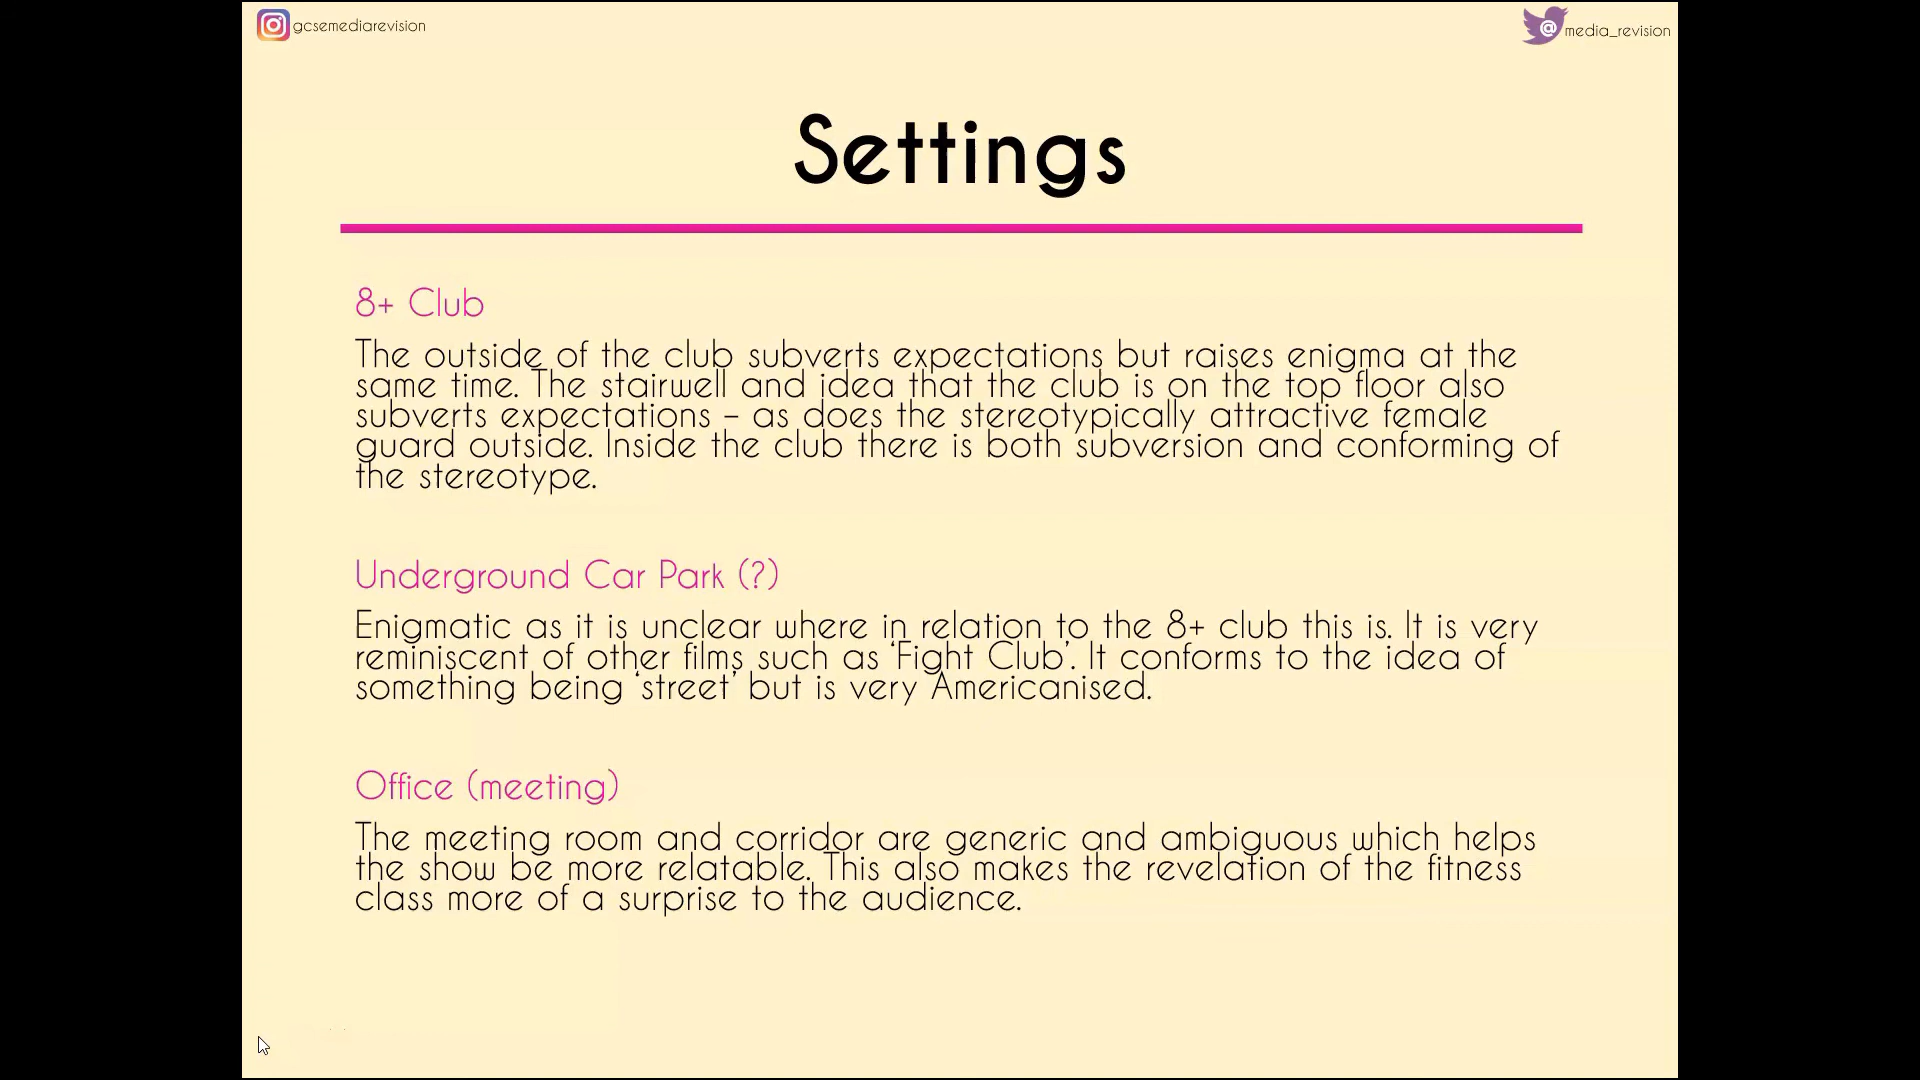 gcsemediarevision
@media_revision
Settings
8+ Club
The outside of the club subverts expectations but raises enigma at the
same time. The stairwell and idea that the club is on the top floor also
subverts expectations – as does the stereotypically attractive female
guard outside. Inside the club there is both subversion and conforming of
the stereotype.
Underground Car Park (?)
Enigmatic as it is unclear where in relation to the 8+ club this is. It is very
reminiscent of other films such as ‘Fight Club’. It conforms to the idea of
something being ‘street’ but is very Americanised.
Office (meeting)
The meeting room and corridor are generic and ambiguous which helps
the show be more relatable. This also makes the revelation of the fitness
class more of a surprise to the audience.